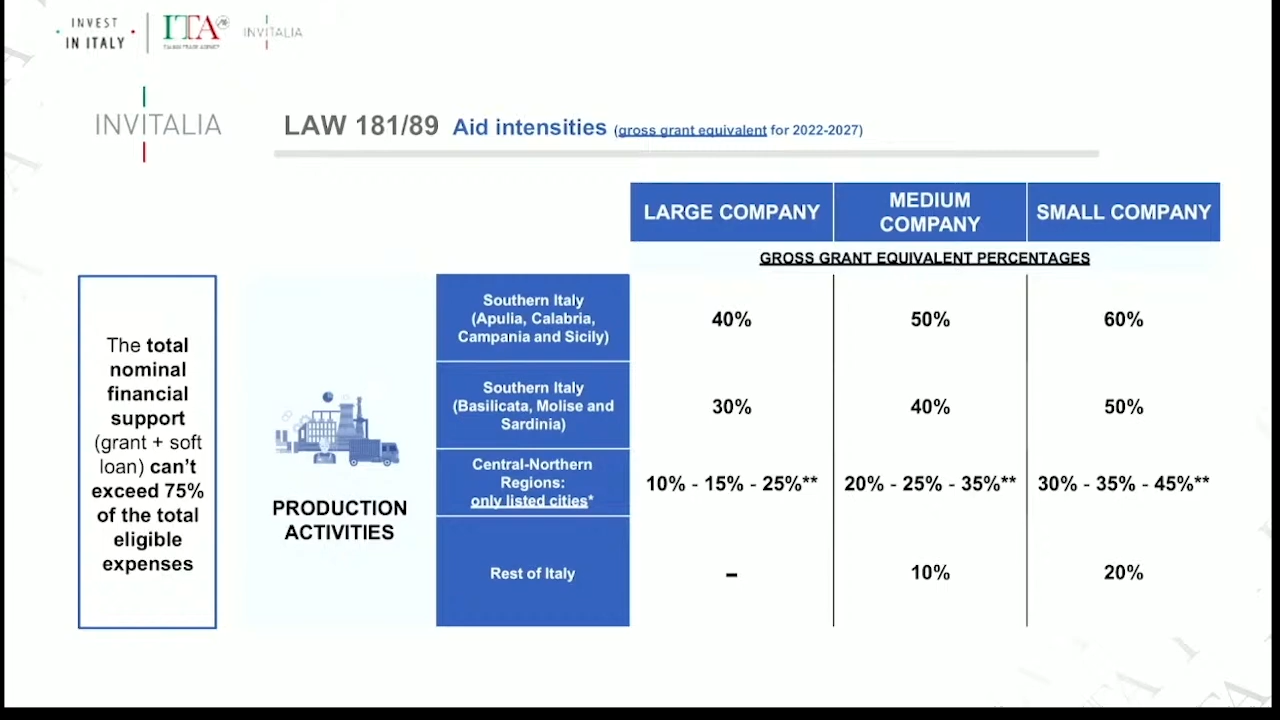 INVEST
IN ITALY
ITA
ITALIAN TRADE AGENCY
INVITALIA
INVITALIA
LAW 181/89 Aid intensities (gross grant equivalent for 2022-2027)
LARGE COMPANY
MEDIUM
COMPANY
SMALL COMPANY
GROSS GRANT EQUIVALENT PERCENTAGES
The total
nominal
financial
support
(grant + soft
loan) can't
exceed 75%
of the total
eligible
expenses
PRODUCTION
ACTIVITIES
Southern Italy
(Apulia, Calabria,
Campania and Sicily)
40%
50%
60%
Southern Italy
(Basilicata, Molise and
Sardinia)
30%
40%
50%
Central-Northern
Regions:
only listed cities*
10% - 15% - 25%**
20% - 25% - 35%**
30% - 35% - 45%**
Rest of Italy
–
10%
20%